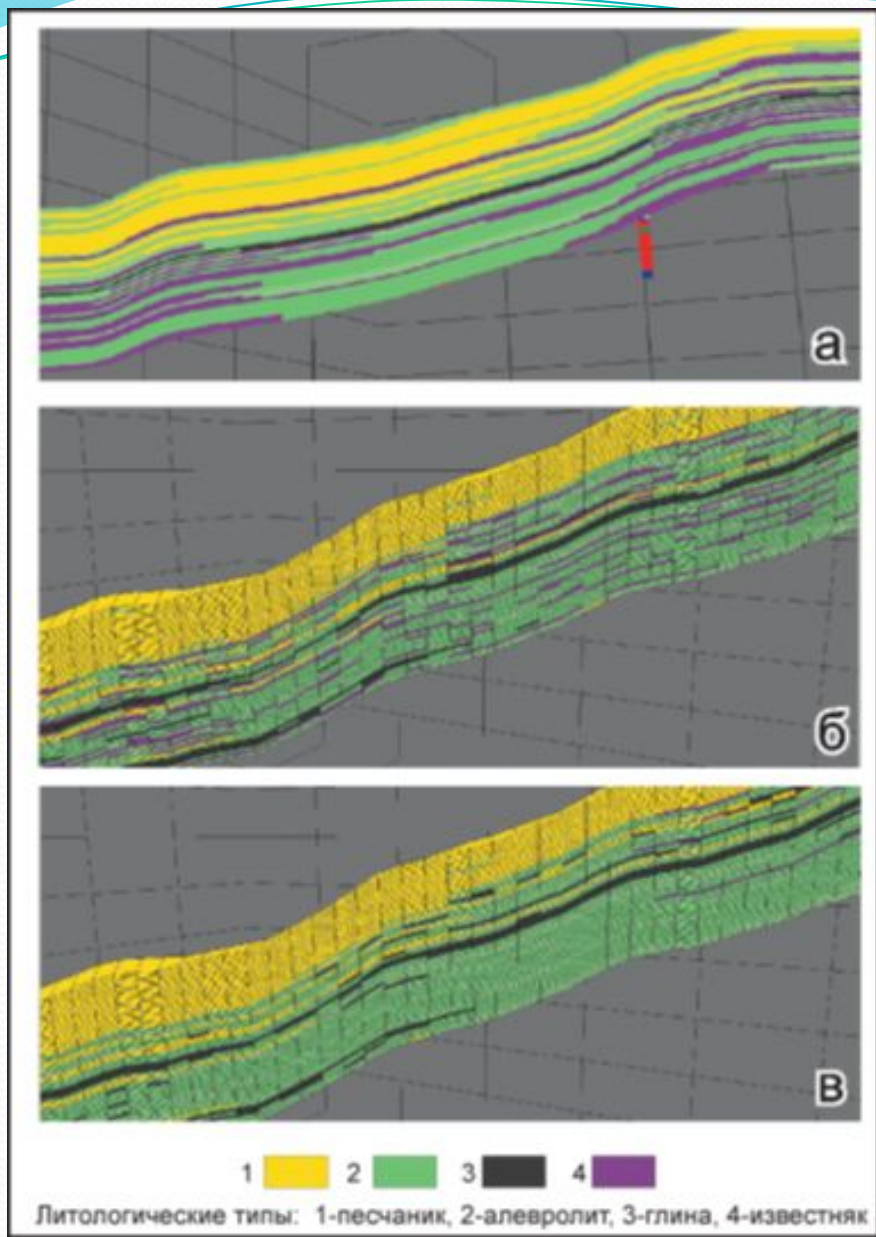 а
б
в
1 2 3 4
Литологические типы: 1-песчаник, 2-алевролит, 3-глина, 4-известняк